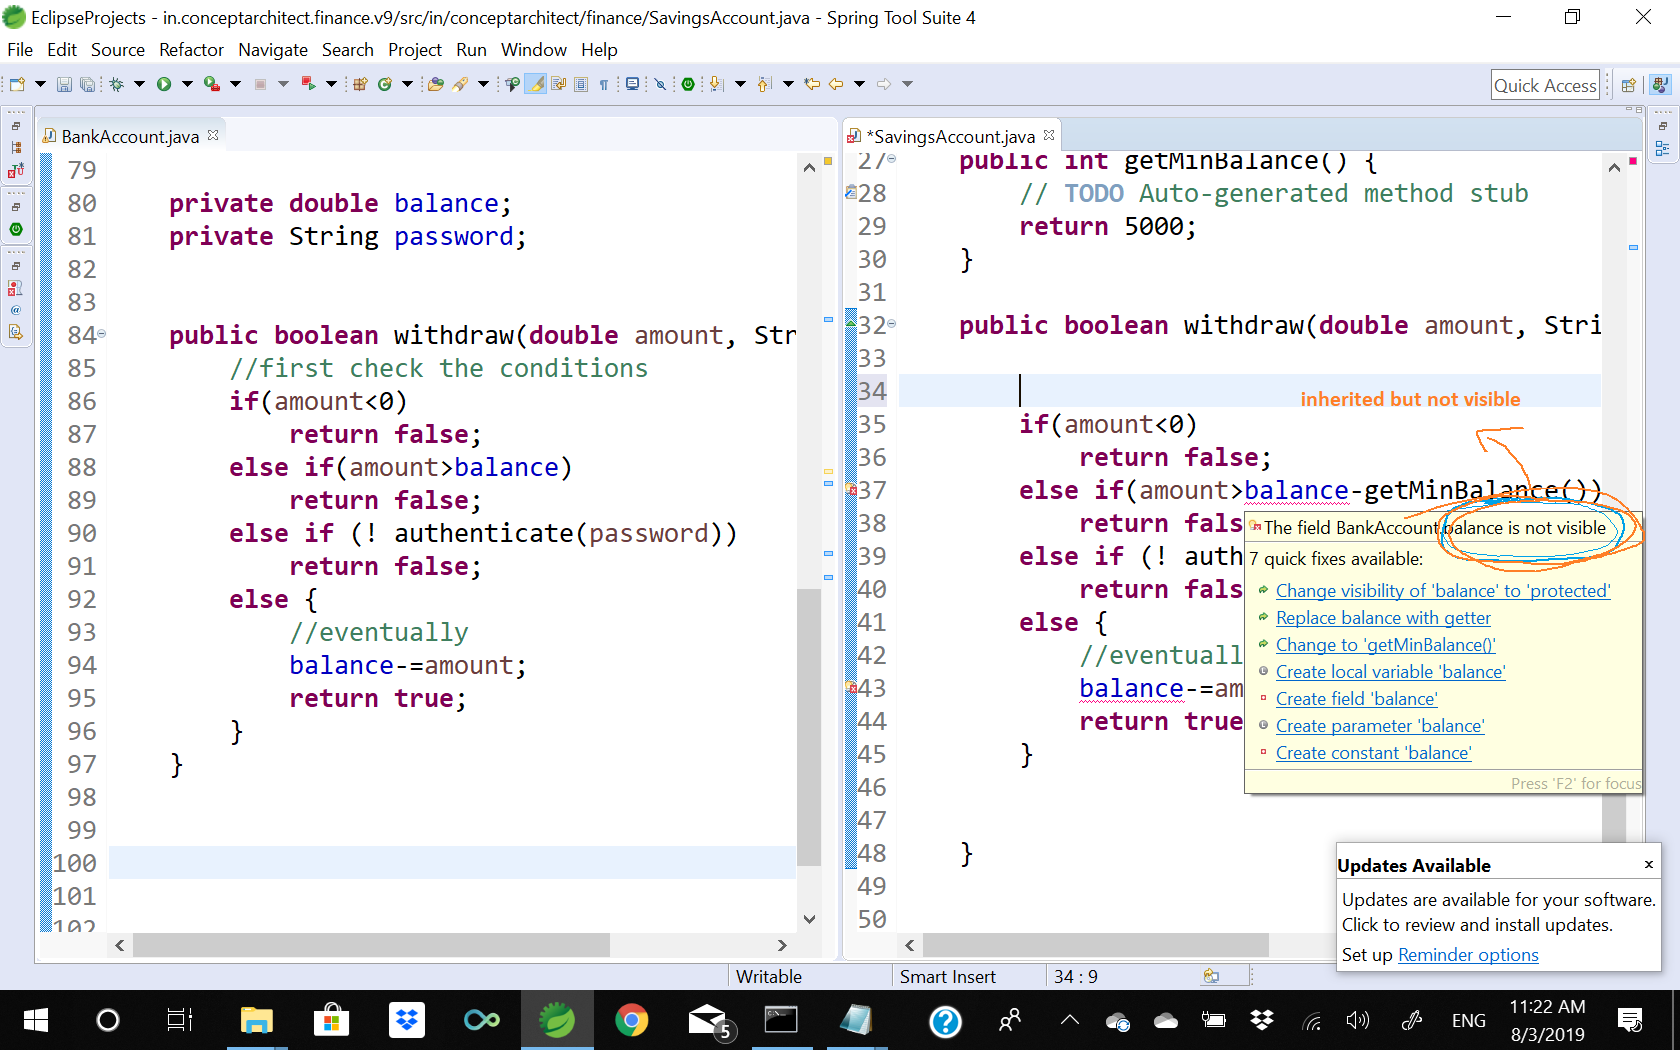 EclipseProjects - in.conceptarchitect.finance.v9/src/in/conceptarchitect/finance/SavingsAccount.java - Spring Tool Suite 4
File Edit Source Refactor Navigate Search Project Run Window Help
Quick Access
BankAccount.java
79
80 private double balance;
81 private String password;
82
83
84 public boolean withdraw(double amount, Str
85 //first check the conditions
86 if(amount<0)
87 return false;
88 else if(amount>balance)
89 return false;
90 else if (! authenticate(password))
91 return false;
92 else {
93 //eventually
94 balance-=amount;
95 return true;
96 }
97 }
98
99
100
101
102
*SavingsAccount.java
27 public int getMinBalance() {
28 // TODO Auto-generated method stub
29 return 5000;
30 }
31
32 public boolean withdraw(double amount, Stri
33
34
inherited but not visible
35 if(amount<0)
36 return false;
37 else if(amount>balance-getMinBalance())
38 return fals
39 else if (! auth
40 return fals
41 else {
42 //eventuall
43 balance-=am
44 return true
45 }
46
47
48 }
49
50
The field BankAccount.balance is not visible
7 quick fixes available:
Change visibility of 'balance' to 'protected'
Replace balance with getter
Change to 'getMinBalance()'
Create local variable 'balance'
Create field 'balance'
Create parameter 'balance'
Create constant 'balance'
Press 'F2' for focus
Updates Available x
Updates are available for your software.
Click to review and install updates.
Set up Reminder options
Writable Smart Insert 34 : 9
5
ENG
11:22 AM
8/3/2019